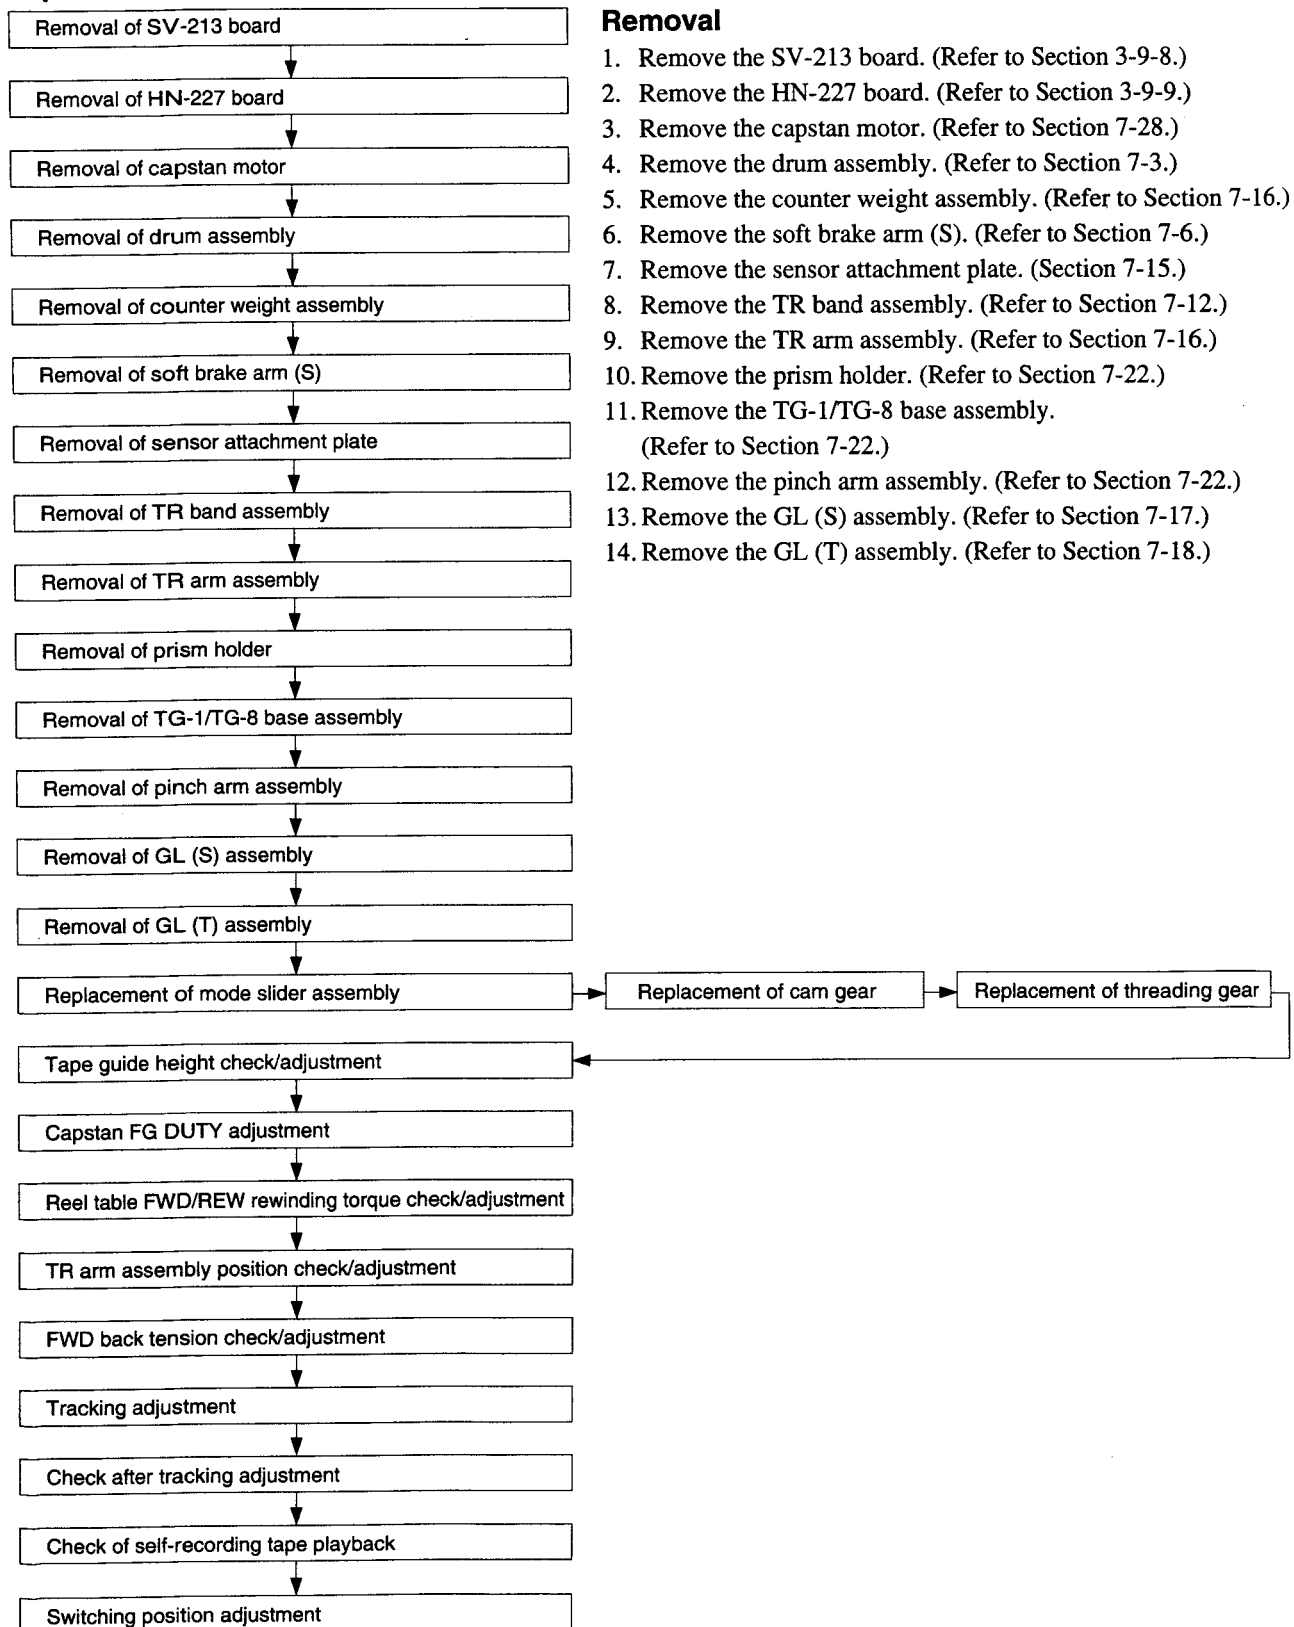 Removal of SV-213 board
Removal of HN-227 board
Removal of capstan motor
Removal of drum assembly
Removal of counter weight assembly
Removal of soft brake arm (S)
Removal of sensor attachment plate
Removal of TR band assembly
Removal of TR arm assembly
Removal of prism holder
Removal of TG-1/TG-8 base assembly
Removal of pinch arm assembly
Removal of GL (S) assembly
Removal of GL (T) assembly
Replacement of mode slider assembly
Replacement of cam gear
Replacement of threading gear
Tape guide height check/adjustment
Capstan FG DUTY adjustment
Reel table FWD/REW rewinding torque check/adjustment
TR arm assembly position check/adjustment
FWD back tension check/adjustment
Tracking adjustment
Check after tracking adjustment
Check of self-recording tape playback
Switching position adjustment
Removal
1. Remove the SV-213 board. (Refer to Section 3-9-8.)
2. Remove the HN-227 board. (Refer to Section 3-9-9.)
3. Remove the capstan motor. (Refer to Section 7-28.)
4. Remove the drum assembly. (Refer to Section 7-3.)
5. Remove the counter weight assembly. (Refer to Section 7-16.)
6. Remove the soft brake arm (S). (Refer to Section 7-6.)
7. Remove the sensor attachment plate. (Section 7-15.)
8. Remove the TR band assembly. (Refer to Section 7-12.)
9. Remove the TR arm assembly. (Refer to Section 7-16.)
10. Remove the prism holder. (Refer to Section 7-22.)
11. Remove the TG-1/TG-8 base assembly.
(Refer to Section 7-22.)
12. Remove the pinch arm assembly. (Refer to Section 7-22.)
13. Remove the GL (S) assembly. (Refer to Section 7-17.)
14. Remove the GL (T) assembly. (Refer to Section 7-18.)